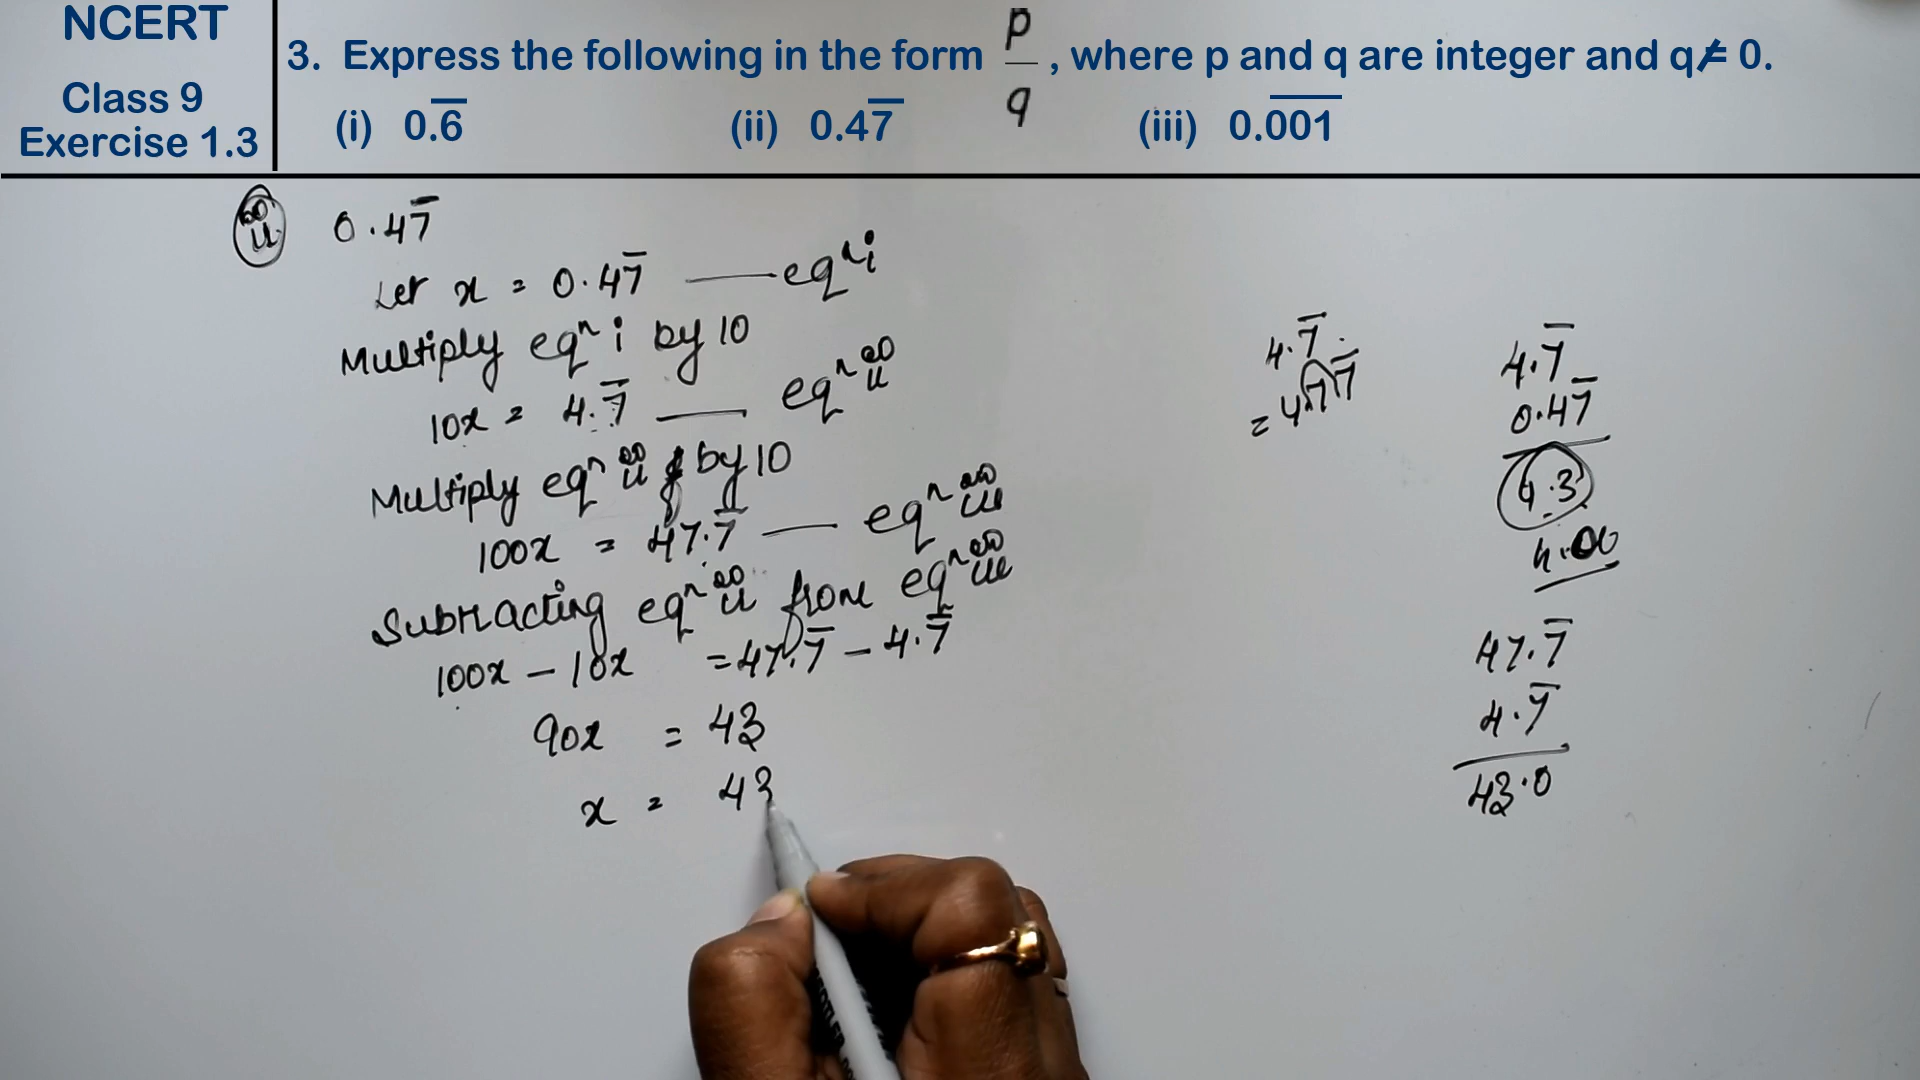 NCERT
Class 9
Exercise 1.3
3. Express the following in the form p/q , where p and q are integer and q ≠ 0.
(i) 0.6̅ (ii) 0.47̅ (iii) 0.0̅0̅1̅
ii 0.47̅
Let x = 0.47̅ — eqⁿ i
Multiply eqⁿ i by 10
10x = 4.7̅ — eqⁿ ii
Multiply eqⁿ ii by 10
100x = 47.7̅ — eqⁿ iii
Subtracting eqⁿ ii from eqⁿ iii
100x – 10x = 47.7̅ – 4.7̅
90x = 43
x = 43
4.7̅
= 4.77̅
4.7̅
0.47̅
4.3
47.7̅
4.7̅
43.0